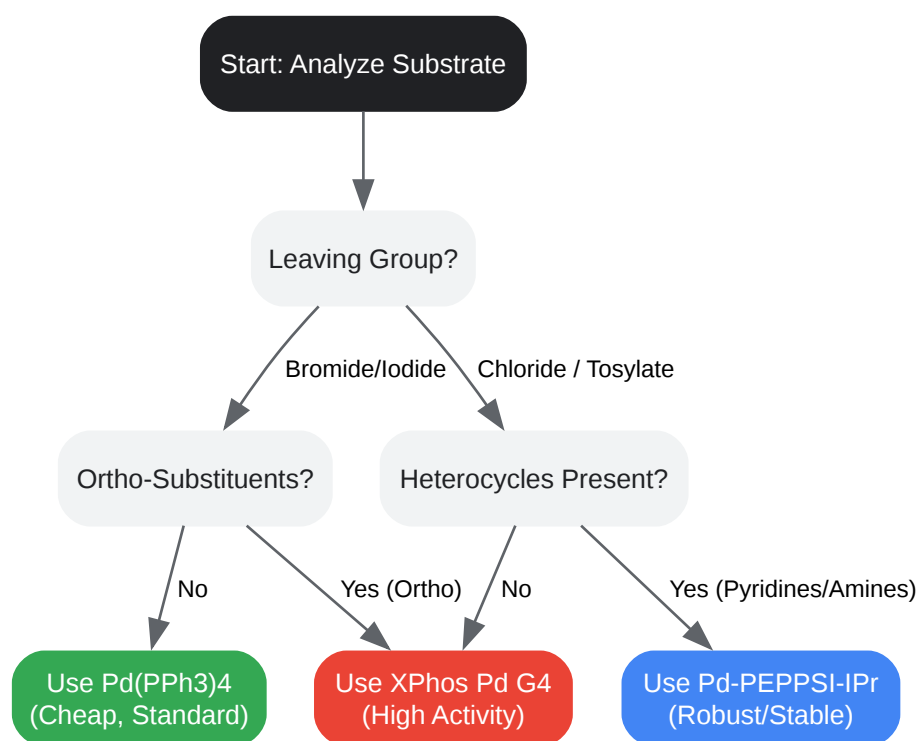 Start: Analyze Substrate
Leaving Group?
Bromide/Iodide
Chloride / Tosylate
Ortho-Substituents?
Heterocycles Present?
No
Yes (Ortho)
No
Yes (Pyridines/Amines)
Use Pd(PPh3)4
(Cheap, Standard)
Use XPhos Pd G4
(High Activity)
Use Pd-PEPPSI-IPr
(Robust/Stable)